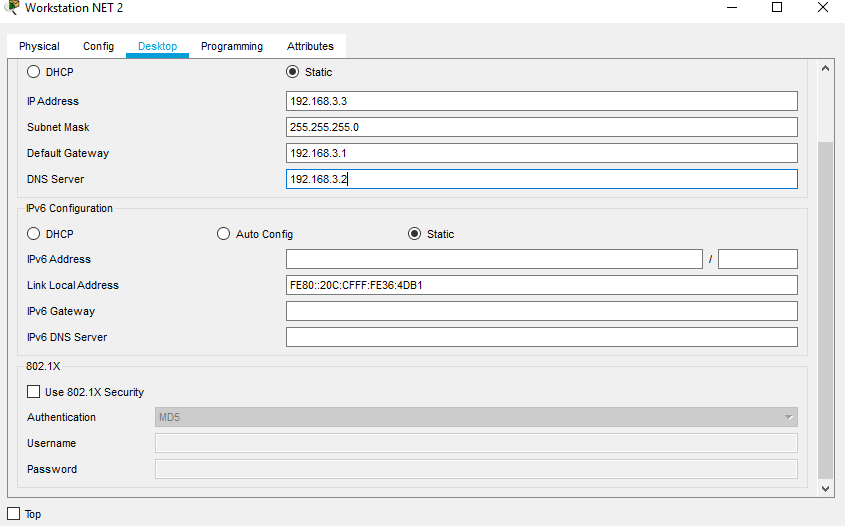 Workstation NET 2
Physical Config Desktop Programming Attributes
DHCP Static
IP Address 192.168.3.3
Subnet Mask 255.255.255.0
Default Gateway 192.168.3.1
DNS Server 192.168.3.2
IPv6 Configuration
DHCP Auto Config Static
IPv6 Address /
Link Local Address FE80::20C:CFFF:FE36:4DB1
IPv6 Gateway
IPv6 DNS Server
802.1X
Use 802.1X Security
Authentication MD5
Username
Password
Top